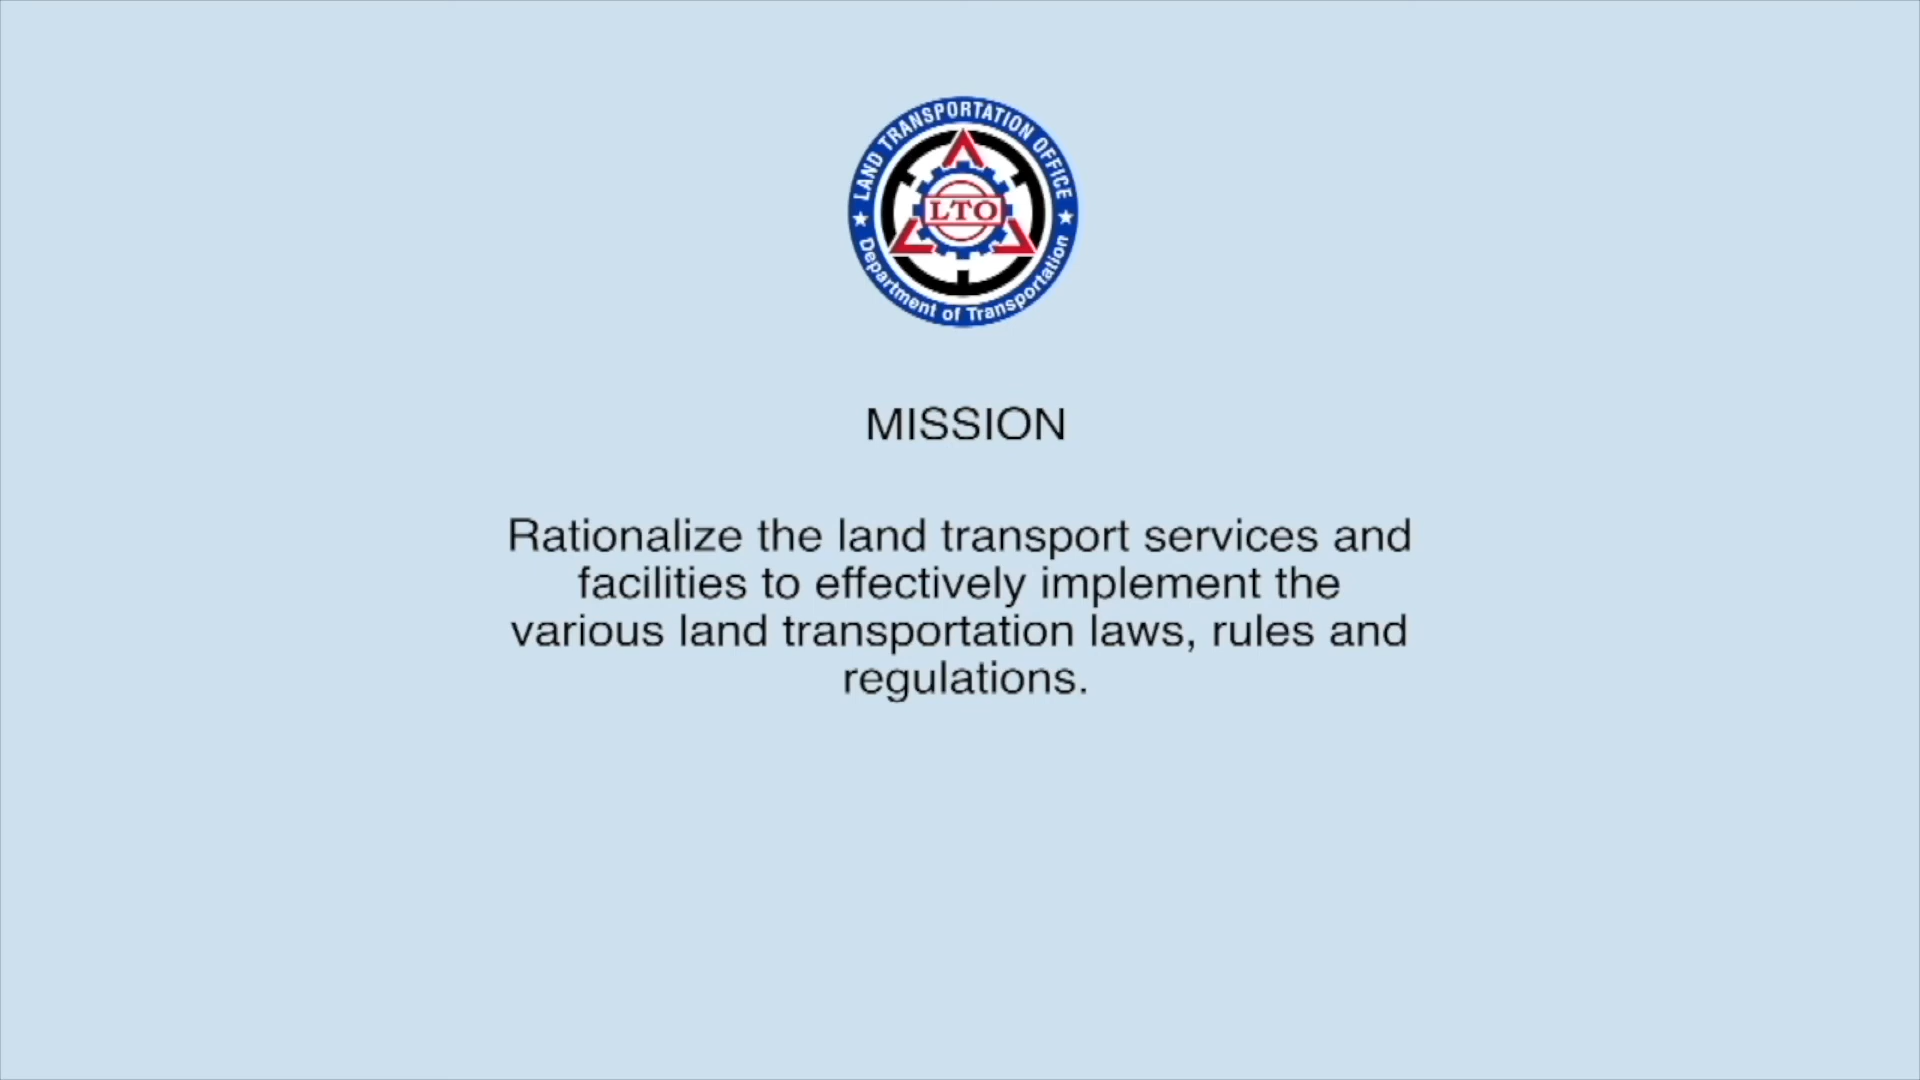 LAND TRANSPORTATION OFFICE
LTO
Department of Transportation
MISSION
Rationalize the land transport services and
facilities to effectively implement the
various land transportation laws, rules and
regulations.